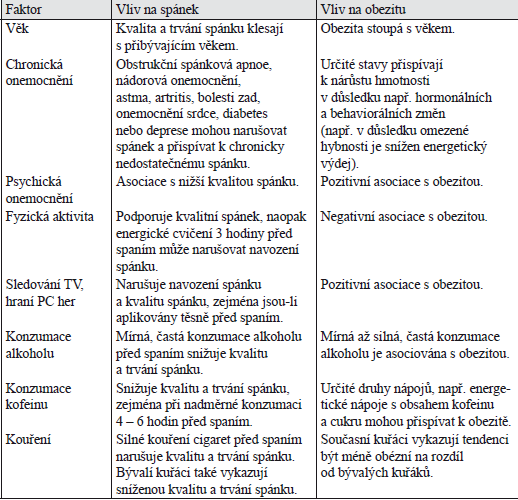 Faktor Vliv na spánek Vliv na obezitu
Věk Kvalita a trvání spánku klesají Obezita stoupá s věkem.
s přibývajícím věkem.
Chronická Obstrukční spánková apnoe, Určité stavy přispívají
onemocnění nádorová onemocnění, k nárůstu hmotnosti
astma, artritis, bolesti zad, v důsledku např. hormonálních
onemocnění srdce, diabetes a behaviorálních změn
nebo deprese mohou narušovat (např. v důsledku omezené
spánek a přispívat k chronicky hybnosti je snížen energetický
nedostatečnému spánku. výdej).
Psychická Asociace s nižší kvalitou spánku. Pozitivní asociace s obezitou.
onemocnění
Fyzická aktivita Podporuje kvalitní spánek, naopak Negativní asociace s obezitou.
energické cvičení 3 hodiny před
spaním může narušovat navození
spánku.
Sledování TV, Narušuje navození spánku Pozitivní asociace s obezitou.
hraní PC her a kvalitu spánku, zejména jsou-li
aplikovány těsně před spaním.
Konzumace Mírná, častá konzumace alkoholu Mírná až silná, častá konzumace
alkoholu před spaním snižuje kvalitu alkoholu je asociována s obezitou.
a trvání spánku.
Konzumace Snižuje kvalitu a trvání spánku, Určité druhy nápojů, např. energe-
kofeinu zejména při nadměrné konzumaci tické nápoje s obsahem kofeinu
4 – 6 hodin před spaním. a cukru mohou přispívat k obezitě.
Kouření Silné kouření cigaret před spaním Současní kuřáci vykazují tendenci
narušuje kvalitu a trvání spánku. být méně obézní na rozdíl
Bývalí kuřáci také vykazují od bývalých kuřáků.
sníženou kvalitu a trvání spánku.